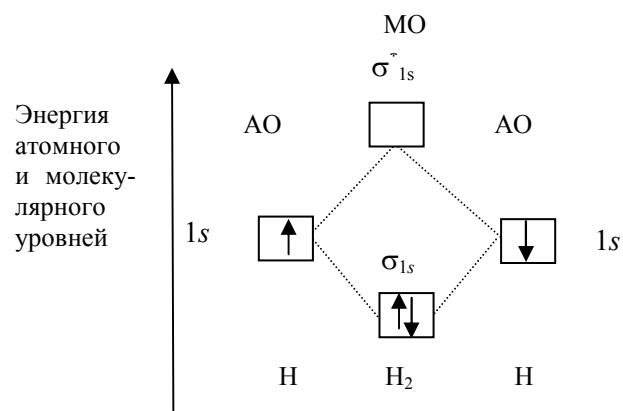 МО
σ*1s
Энергия
атомного
и молеку-
лярного
уровней
АО
АО
1s
1s
σ1s
H
H2
H